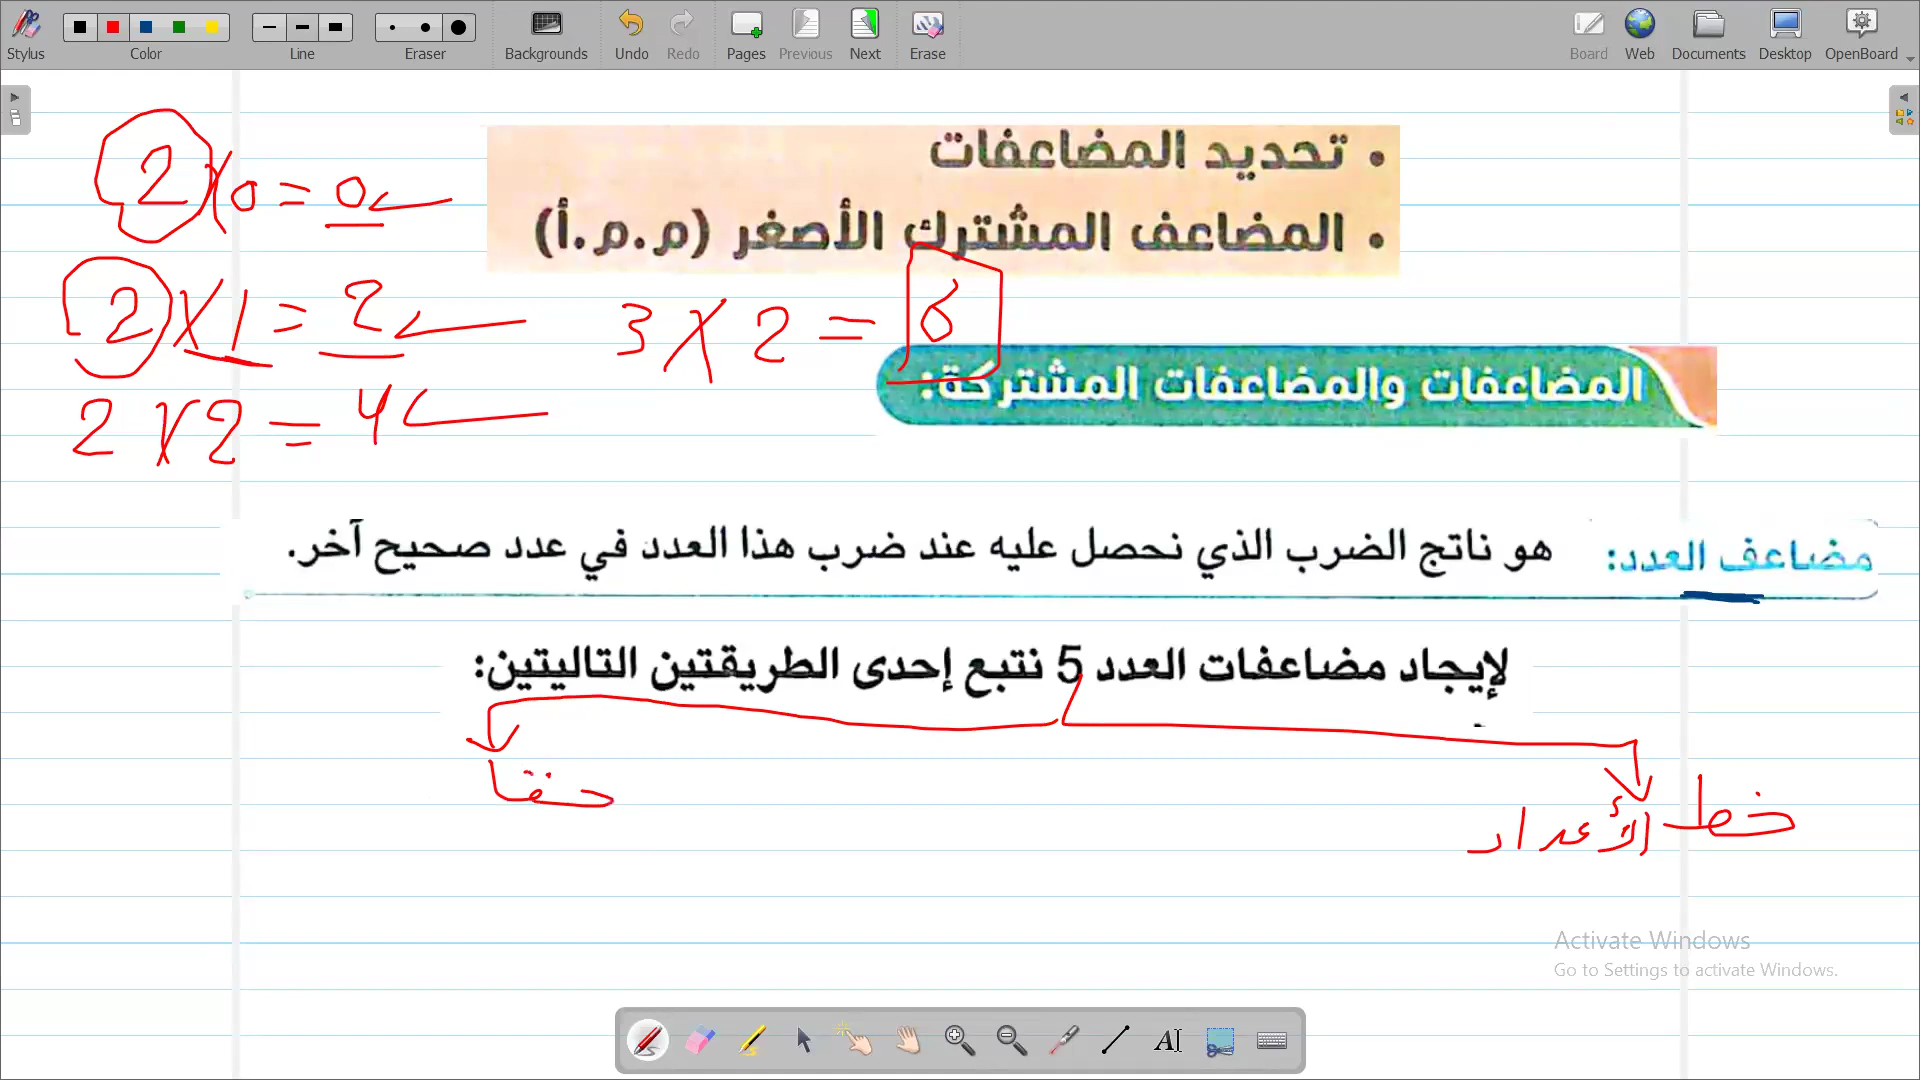 Stylus Color Line Eraser Backgrounds Undo Redo Pages Previous Next Erase Board Web Documents Desktop OpenBoard
• تحديد المضاعفات
• المضاعف المشترك الأصغر (م.م.أ)
2 X 0 = 0
2 X 1 = 2
3 X 2 = 6
2 X 2 = 4
المضاعفات والمضاعفات المشتركة:
مضاعف العدد: هو ناتج الضرب الذي نحصل عليه عند ضرب هذا العدد في عدد صحيح آخر.
لإيجاد مضاعفات العدد 5 نتبع إحدى الطريقتين التاليتين:
خط الأعداد
Activate Windows
Go to Settings to activate Windows.